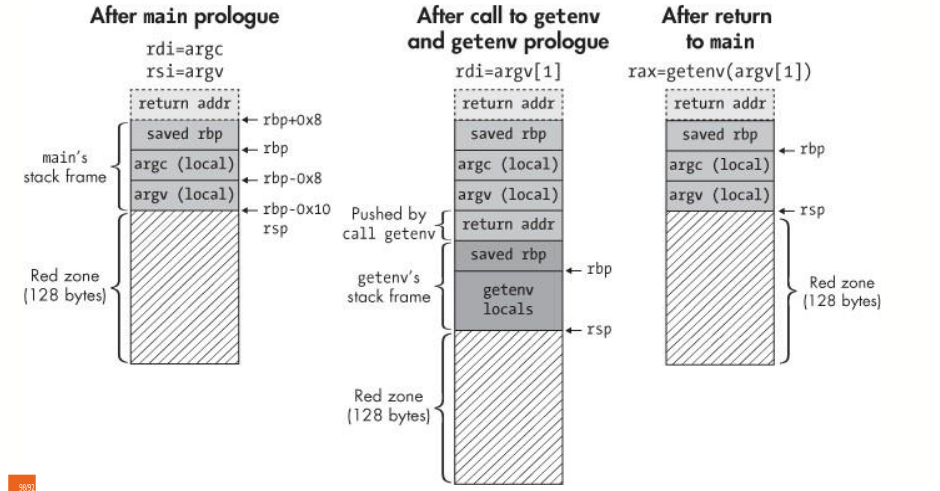 After main prologue
rdi=argc
rsi=argv
return addr
rbp+0x8
saved rbp
rbp
main's
stack frame
argc (local)
rbp-0x8
argv (local)
rbp-0x10
rsp
Red zone
(128 bytes)
After call to getenv
and getenv prologue
rdi=argv[1]
return addr
saved rbp
argc (local)
argv (local)
Pushed by
call getenv
return addr
saved rbp
rbp
getenv's
stack frame
getenv
locals
rsp
Red zone
(128 bytes)
After return
to main
rax=getenv(argv[1])
return addr
saved rbp
rbp
argc (local)
argv (local)
rsp
Red zone
(128 bytes)